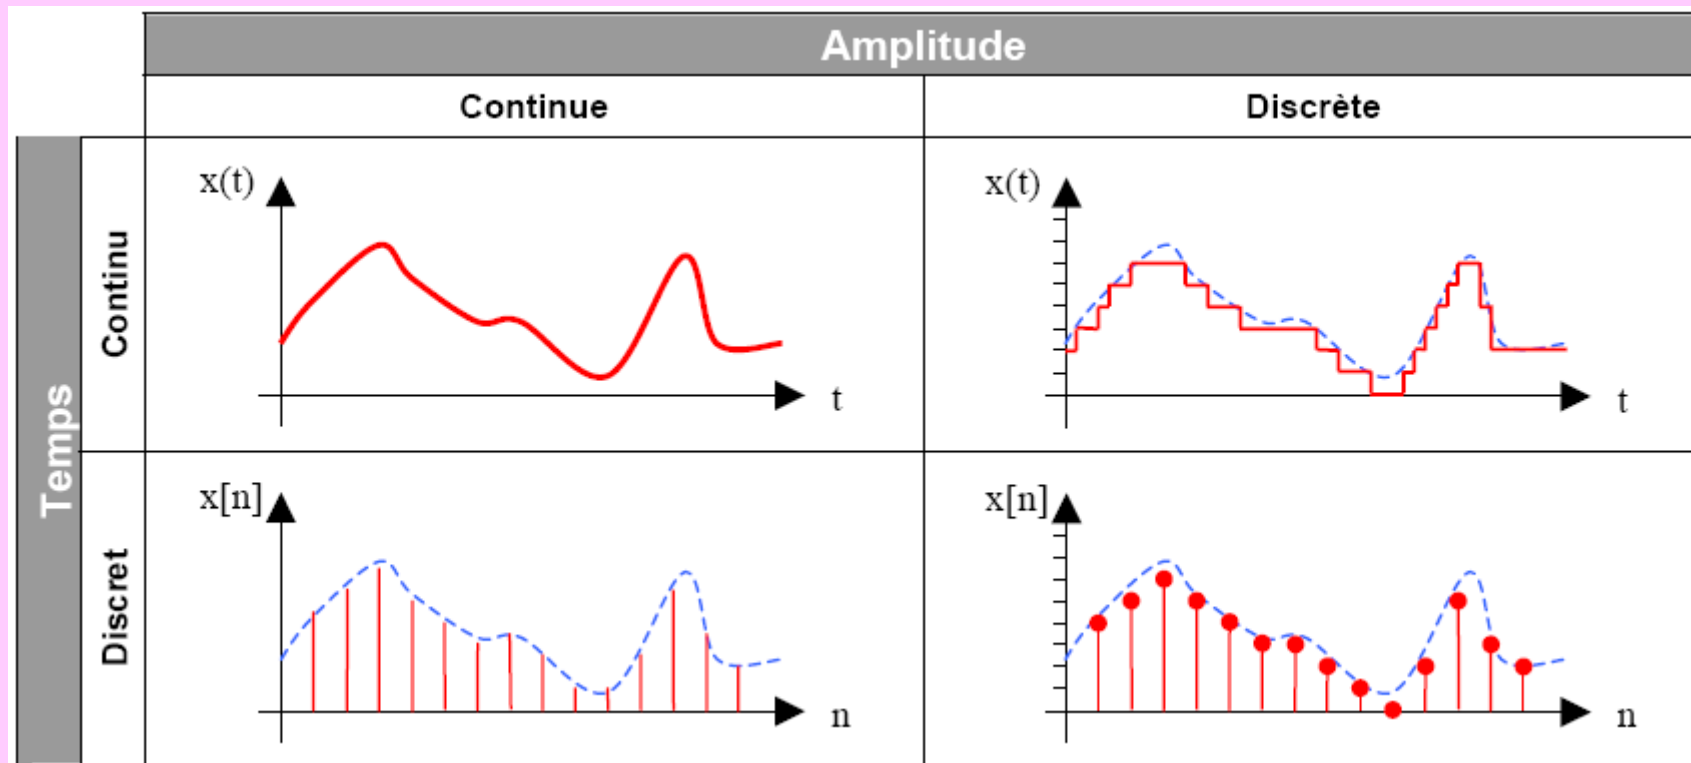 Amplitude
Continue
Discrète
Temps
Continu
x(t)
t
x(t)
t
Discret
x[n]
n
x[n]
n